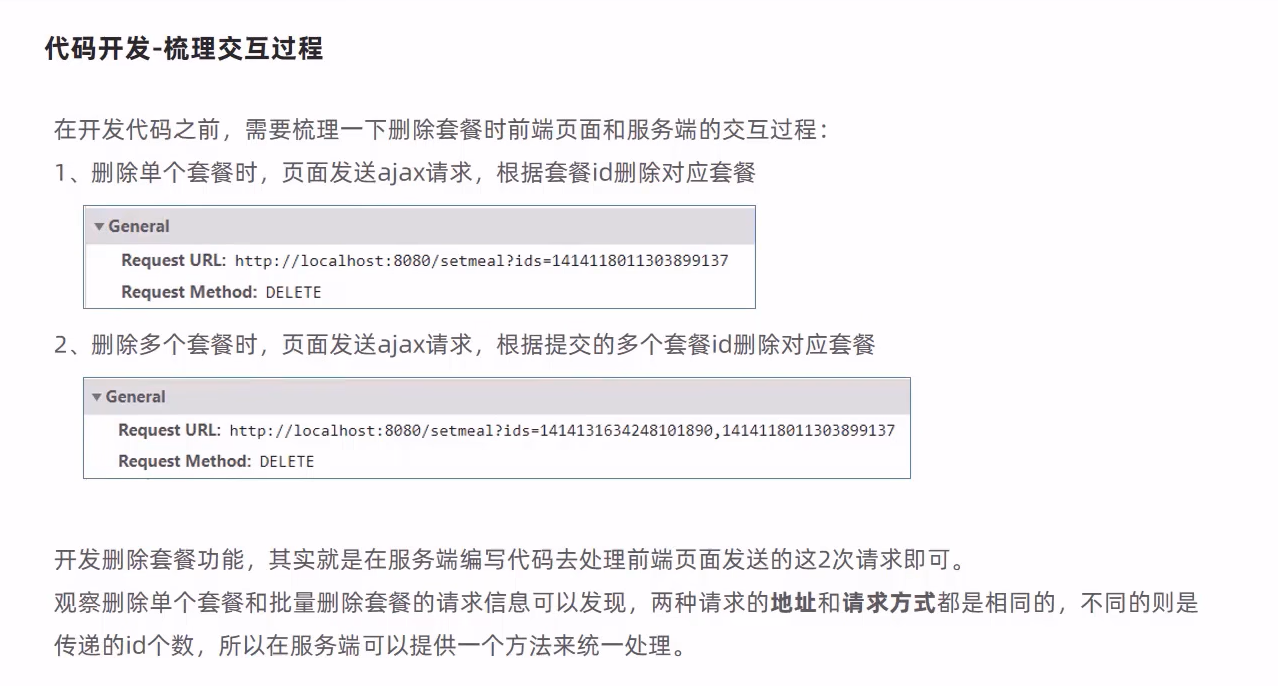 代码开发-梳理交互过程
在开发代码之前，需要梳理一下删除套餐时前端页面和服务端的交互过程：
1、删除单个套餐时，页面发送ajax请求，根据套餐id删除对应套餐
▼ General
Request URL: http://localhost:8080/setmeal?ids=1414118011303899137
Request Method: DELETE
2、删除多个套餐时，页面发送ajax请求，根据提交的多个套餐id删除对应套餐
▼ General
Request URL: http://localhost:8080/setmeal?ids=1414131634248101890,1414118011303899137
Request Method: DELETE
开发删除套餐功能，其实就是在服务端编写代码去处理前端页面发送的这2次请求即可。
观察删除单个套餐和批量删除套餐的请求信息可以发现，两种请求的地址和请求方式都是相同的，不同的则是
传递的id个数，所以在服务端可以提供一个方法来统一处理。